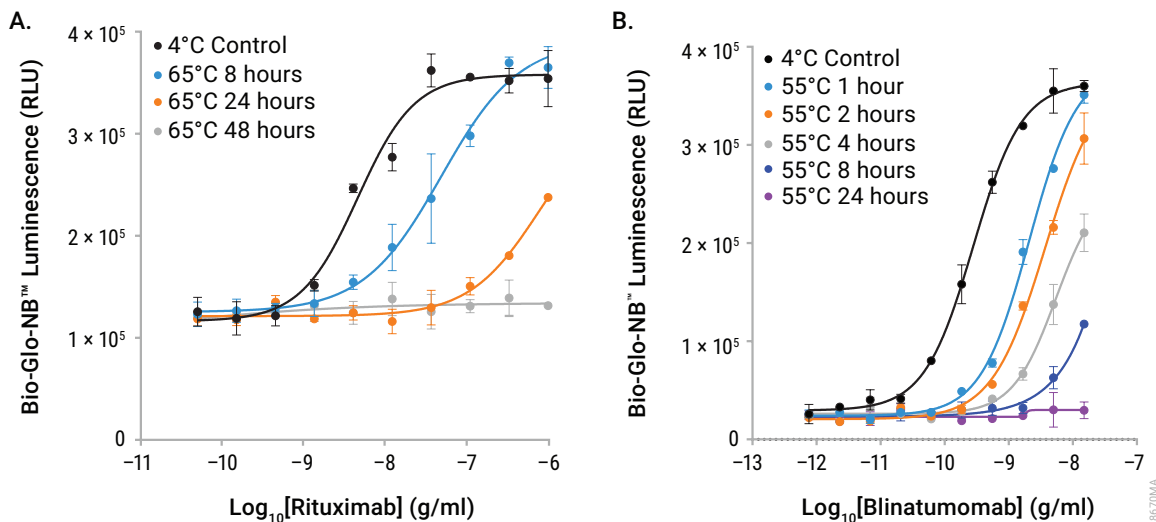 A.
4 × 10⁵
3 × 10⁵
2 × 10⁵
1 × 10⁵
0
Bio-Glo-NB™ Luminescence (RLU)
4°C Control
65°C 8 hours
65°C 24 hours
65°C 48 hours
−11
−10
−9
−8
−7
−6
Log₁₀[Rituximab] (g/ml)
B.
4 × 10⁵
3 × 10⁵
2 × 10⁵
1 × 10⁵
0
Bio-Glo-NB™ Luminescence (RLU)
4°C Control
55°C 1 hour
55°C 2 hours
55°C 4 hours
55°C 8 hours
55°C 24 hours
−13
−12
−11
−10
−9
−8
−7
Log₁₀[Blinatumomab] (g/ml)
8670MA